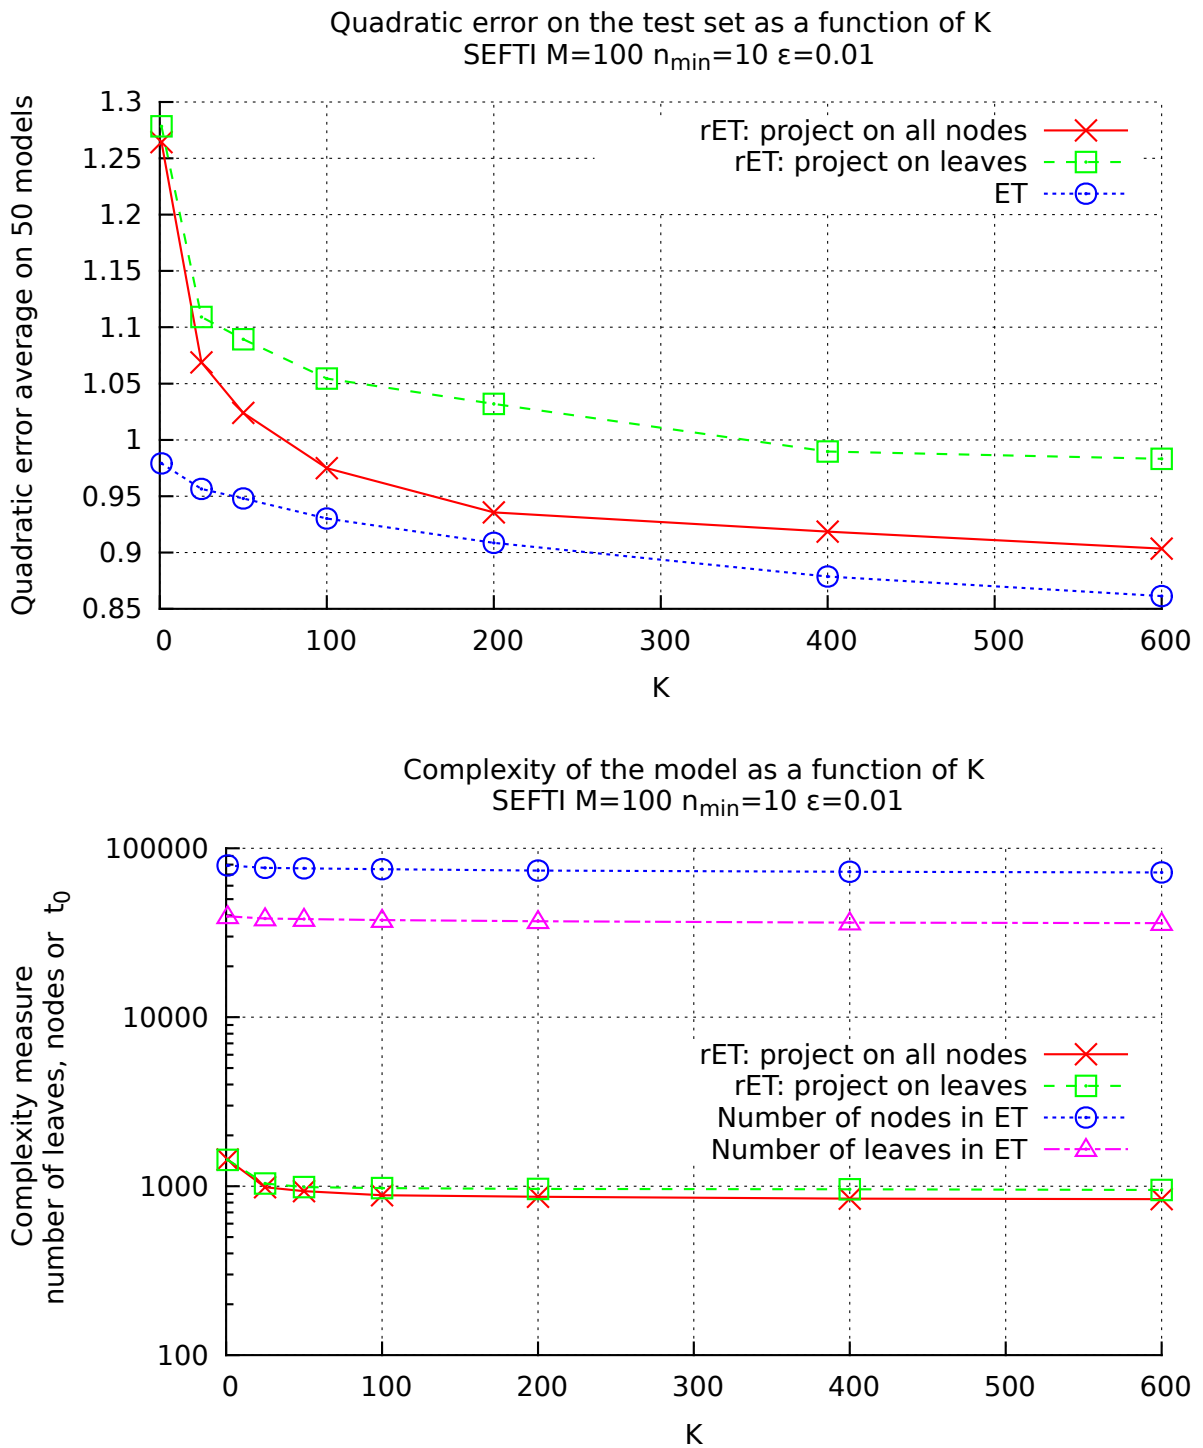 Quadratic error on the test set as a function of K
SEFTI M=100 nmin=10 ε=0.01
Quadratic error average on 50 models
1.3
1.25
1.2
1.15
1.1
1.05
1
0.95
0.9
0.85
rET: project on all nodes
rET: project on leaves
ET
0 100 200 300 400 500 600
K
Complexity of the model as a function of K
SEFTI M=100 nmin=10 ε=0.01
Complexity measure
number of leaves, nodes or t0
100000
10000
1000
100
rET: project on all nodes
rET: project on leaves
Number of nodes in ET
Number of leaves in ET
0 100 200 300 400 500 600
K